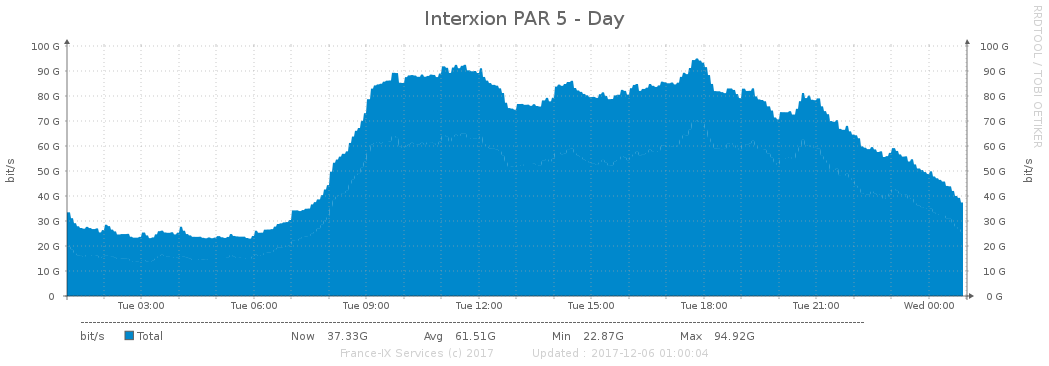 Interxion PAR 5 - Day
RRDTOOL / TOBI OETIKER
bit/s
100 G
90 G
80 G
70 G
60 G
50 G
40 G
30 G
20 G
10 G
0
100 G
90 G
80 G
70 G
60 G
50 G
40 G
30 G
20 G
10 G
0 G
bit/s
Tue 03:00 Tue 06:00 Tue 09:00 Tue 12:00 Tue 15:00 Tue 18:00 Tue 21:00 Wed 00:00
bit/s Total Now 37.33G Avg 61.51G Min 22.87G Max 94.92G
France-IX Services (c) 2017 Updated : 2017-12-06 01:00:04